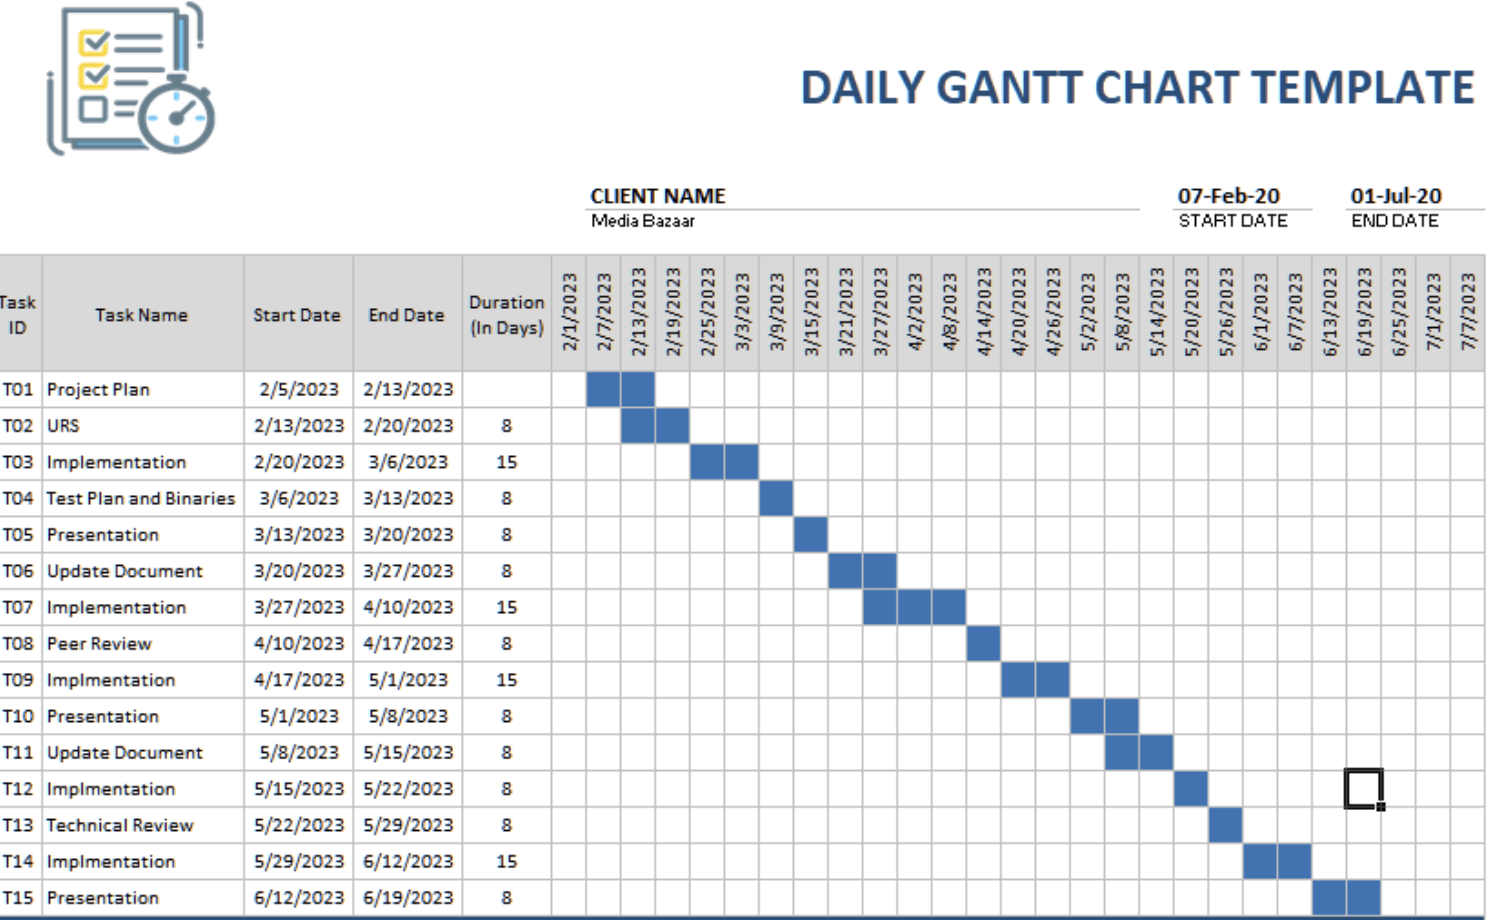 DAILY GANTT CHART TEMPLATE
CLIENT NAME 07-Feb-20 01-Jul-20
Media Bazaar START DATE END DATE
Task ID Task Name Start Date End Date Duration (In Days) 2/1/2023 2/7/2023 2/13/2023 2/19/2023 2/25/2023 3/3/2023 3/9/2023 3/15/2023 3/21/2023 3/27/2023 4/2/2023 4/8/2023 4/14/2023 4/20/2023 4/26/2023 5/2/2023 5/8/2023 5/14/2023 5/20/2023 5/26/2023 6/1/2023 6/7/2023 6/13/2023 6/19/2023 6/25/2023 7/1/2023 7/7/2023
T01 Project Plan 2/5/2023 2/13/2023
T02 URS 2/13/2023 2/20/2023 8
T03 Implementation 2/20/2023 3/6/2023 15
T04 Test Plan and Binaries 3/6/2023 3/13/2023 8
T05 Presentation 3/13/2023 3/20/2023 8
T06 Update Document 3/20/2023 3/27/2023 8
T07 Implementation 3/27/2023 4/10/2023 15
T08 Peer Review 4/10/2023 4/17/2023 8
T09 Implmentation 4/17/2023 5/1/2023 15
T10 Presentation 5/1/2023 5/8/2023 8
T11 Update Document 5/8/2023 5/15/2023 8
T12 Implmentation 5/15/2023 5/22/2023 8
T13 Technical Review 5/22/2023 5/29/2023 8
T14 Implmentation 5/29/2023 6/12/2023 15
T15 Presentation 6/12/2023 6/19/2023 8